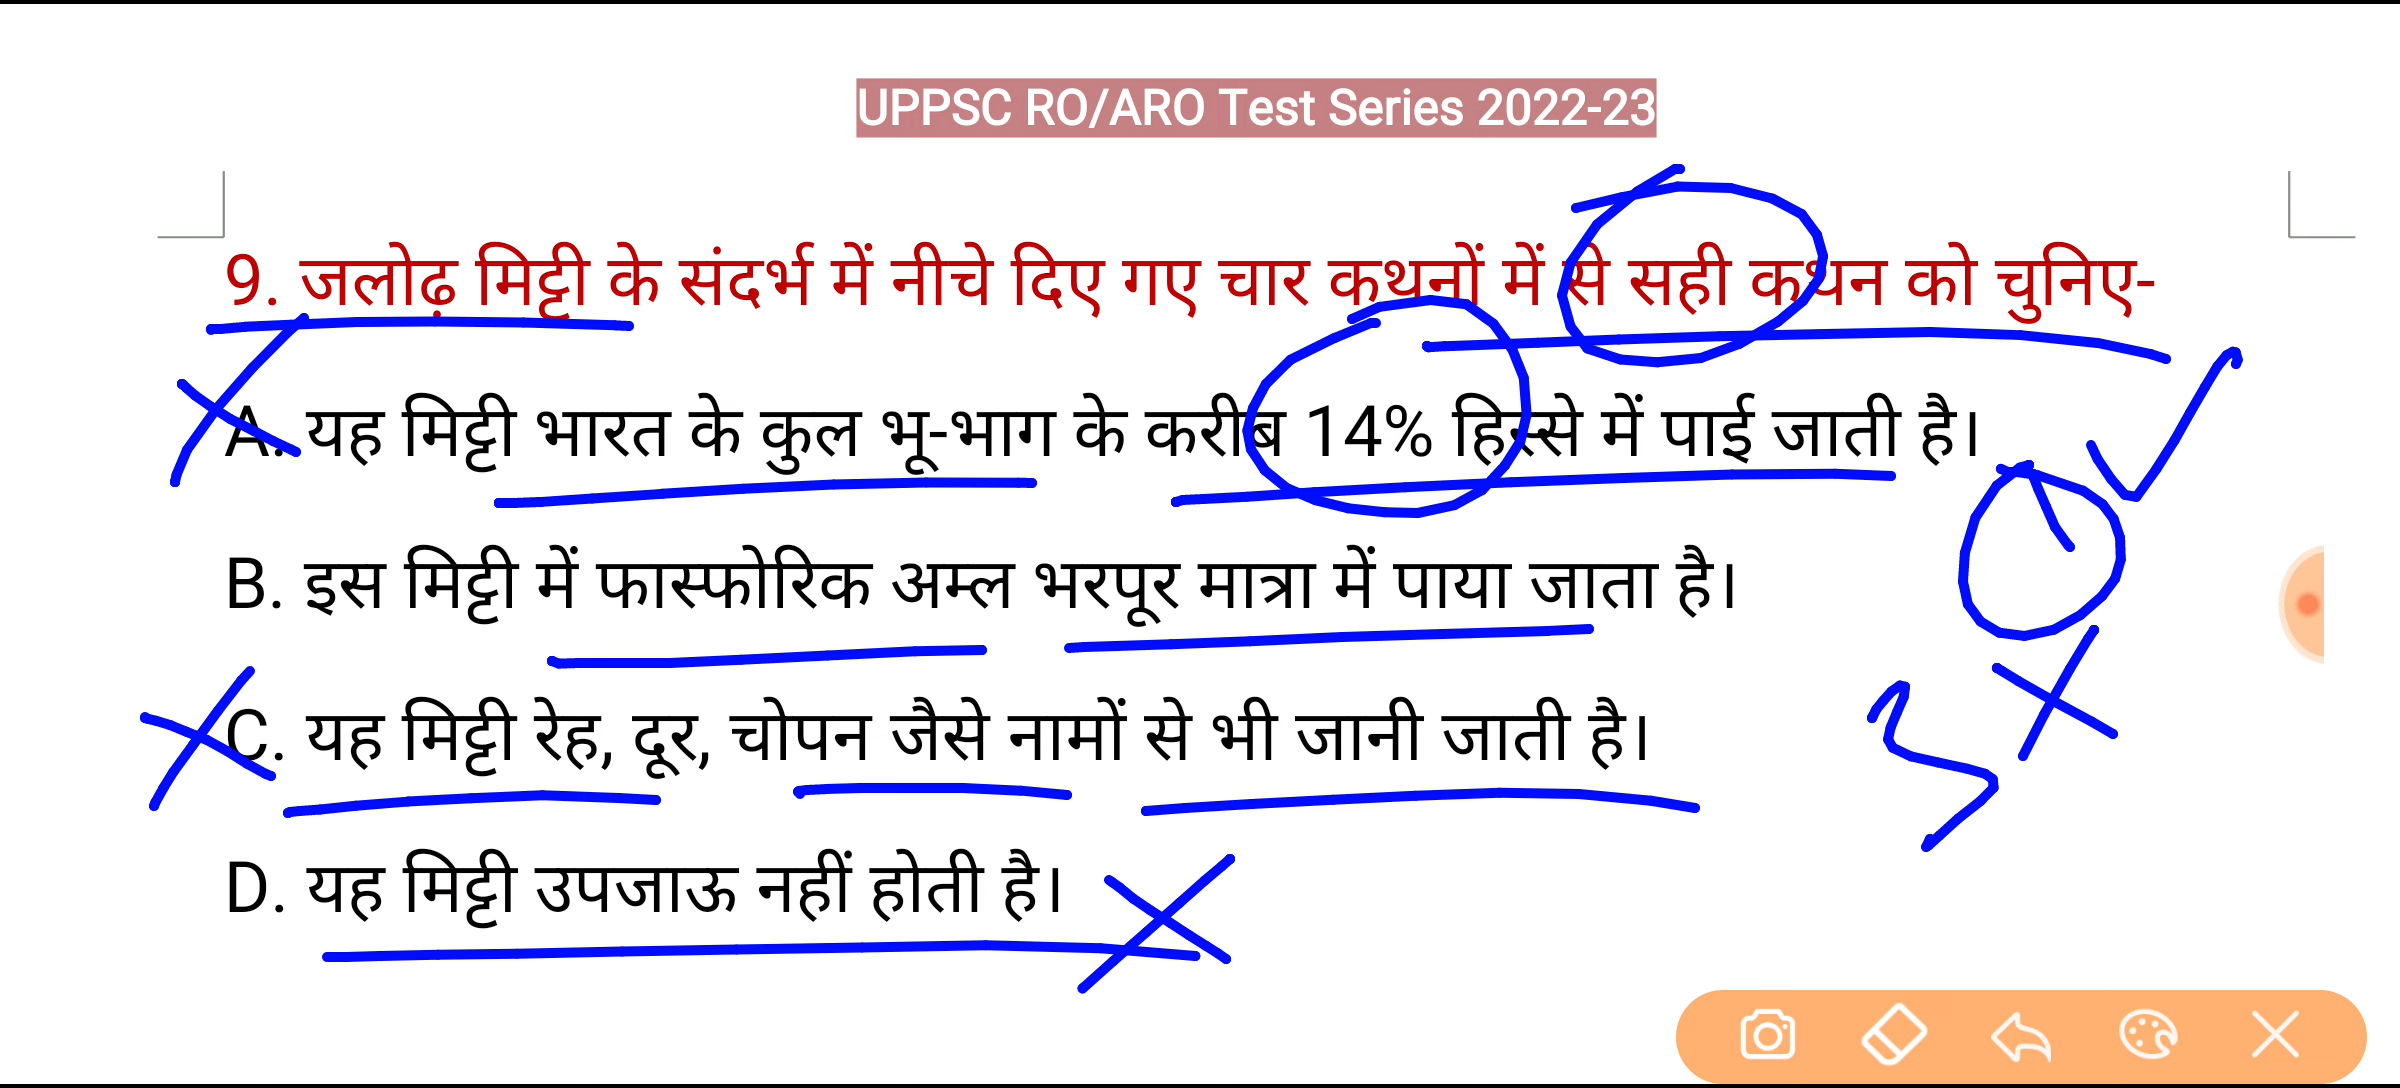 UPPSC RO/ARO Test Series 2022-23
9. जलोढ़ मिट्टी के संदर्भ में नीचे दिए गए चार कथनों में से सही कथन को चुनिए-
A. यह मिट्टी भारत के कुल भू-भाग के करीब 14% हिस्से में पाई जाती है।
B. इस मिट्टी में फास्फोरिक अम्ल भरपूर मात्रा में पाया जाता है।
C. यह मिट्टी रेह, दूर, चोपन जैसे नामों से भी जानी जाती है।
D. यह मिट्टी उपजाऊ नहीं होती है।